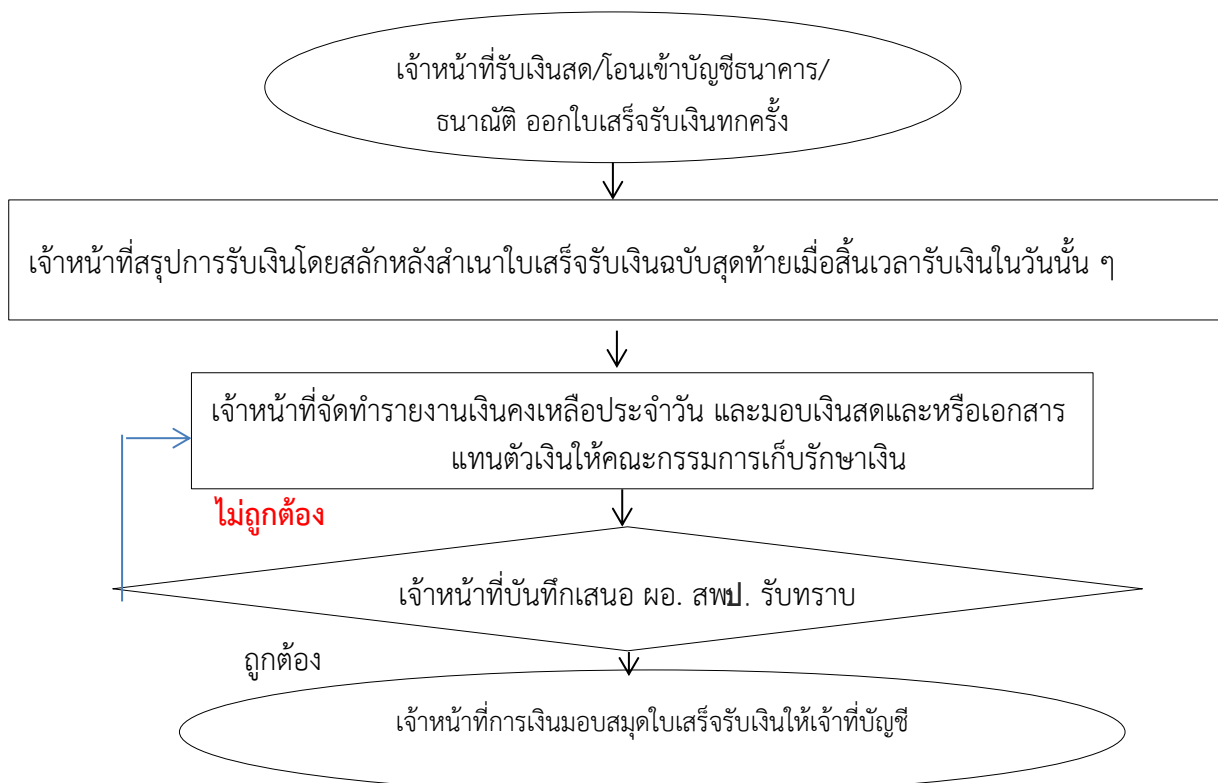 เจ้าหน้าที่รับเงินสด/โอนเข้าบัญชีธนาคาร/
ธนาณัติ ออกใบเสร็จรับเงินทกครั้ง
เจ้าหน้าที่สรุปการรับเงินโดยสลักหลังสำเนาใบเสร็จรับเงินฉบับสุดท้ายเมื่อสิ้นเวลารับเงินในวันนั้น ๆ
เจ้าหน้าที่จัดทำรายงานเงินคงเหลือประจำวัน และมอบเงินสดและหรือเอกสาร
แทนตัวเงินให้คณะกรรมการเก็บรักษาเงิน
ไม่ถูกต้อง
เจ้าหน้าที่บันทึกเสนอ ผอ. สพป. รับทราบ
ถูกต้อง
เจ้าหน้าที่การเงินมอบสมุดใบเสร็จรับเงินให้เจ้าที่บัญชี